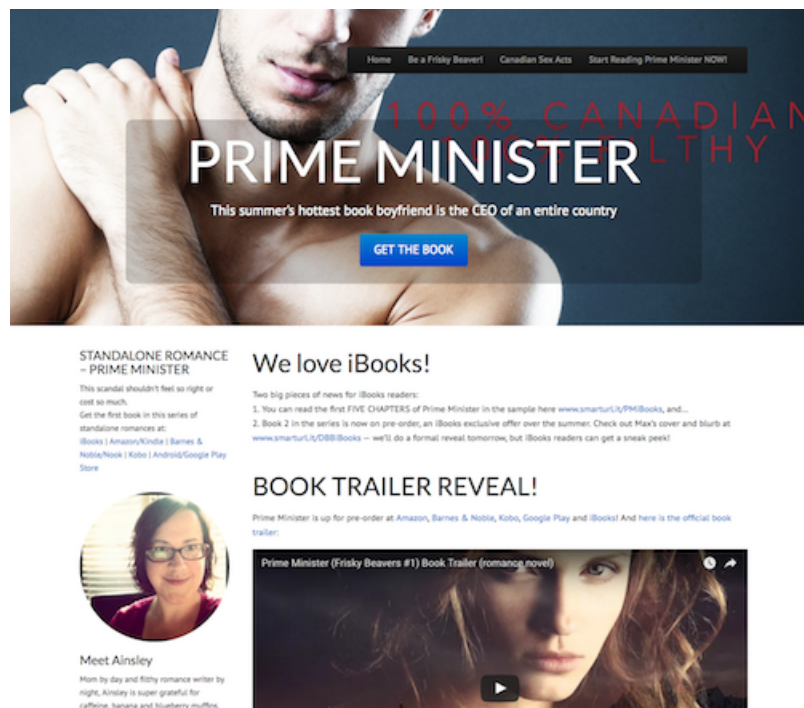 Home Be a Frisky Beaver! Canadian Sex Acts Start Reading Prime Minister NOW!
100% CANADIAN
LTHY
PRIME MINISTER
This summer's hottest book boyfriend is the CEO of an entire country
GET THE BOOK
STANDALONE ROMANCE
– PRIME MINISTER
This scandal shouldn't feel so right or
cost so much.
Get the first book in this series of
standalone romances at:
iBooks | Amazon/Kindle | Barnes &
Noble/Nook | Kobo | Android/Google Play
Store
Meet Ainsley
Mom by day and filthy romance writer by
night, Ainsley is super grateful for
caffeine, banana and blueberry muffins,
We love iBooks!
Two big pieces of news for iBooks readers:
1. You can read the first FIVE CHAPTERS of Prime Minister in the sample here www.smarturl.it/PMiBooks, and...
2. Book 2 in the series is now on pre-order, an iBooks exclusive offer over the summer. Check out Max's cover and blurb at
www.smarturl.it/DBBiBooks — we'll do a formal reveal tomorrow, but iBooks readers can get a sneak peek!
BOOK TRAILER REVEAL!
Prime Minister is up for pre-order at Amazon, Barnes & Noble, Kobo, Google Play and iBooks! And here is the official book
trailer:
Prime Minister (Frisky Beavers #1) Book Trailer (romance novel)